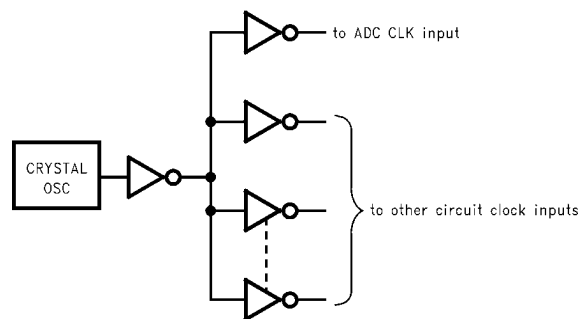 to ADC CLK input
CRYSTAL
OSC
to other circuit clock inputs